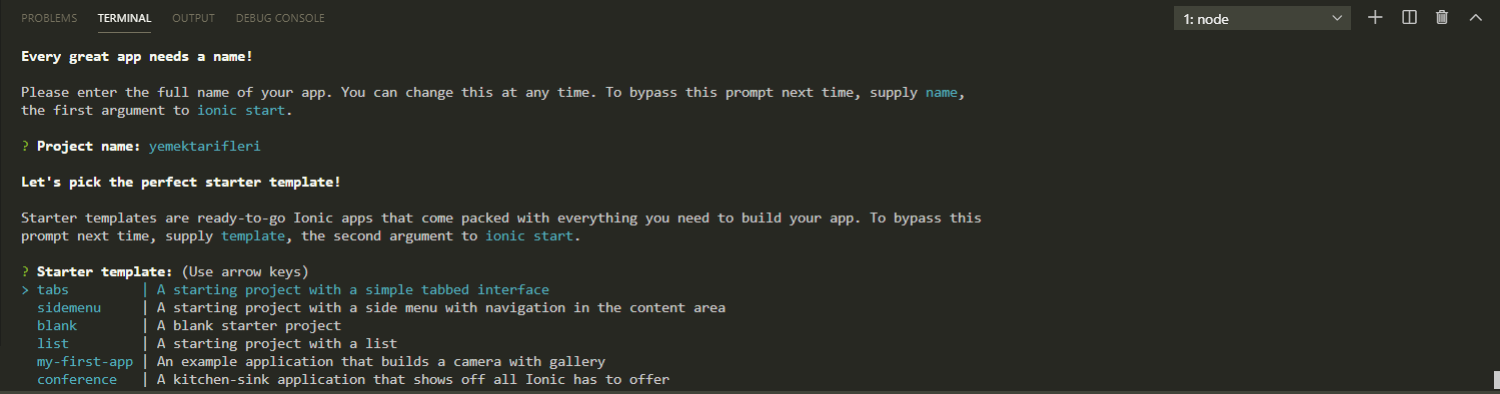 PROBLEMS TERMINAL OUTPUT DEBUG CONSOLE 1: node
Every great app needs a name!
Please enter the full name of your app. You can change this at any time. To bypass this prompt next time, supply name,
the first argument to ionic start.
? Project name: yemektarifleri
Let's pick the perfect starter template!
Starter templates are ready-to-go Ionic apps that come packed with everything you need to build your app. To bypass this
prompt next time, supply template, the second argument to ionic start.
? Starter template: (Use arrow keys)
> tabs | A starting project with a simple tabbed interface
sidemenu | A starting project with a side menu with navigation in the content area
blank | A blank starter project
list | A starting project with a list
my-first-app | An example application that builds a camera with gallery
conference | A kitchen-sink application that shows off all Ionic has to offer